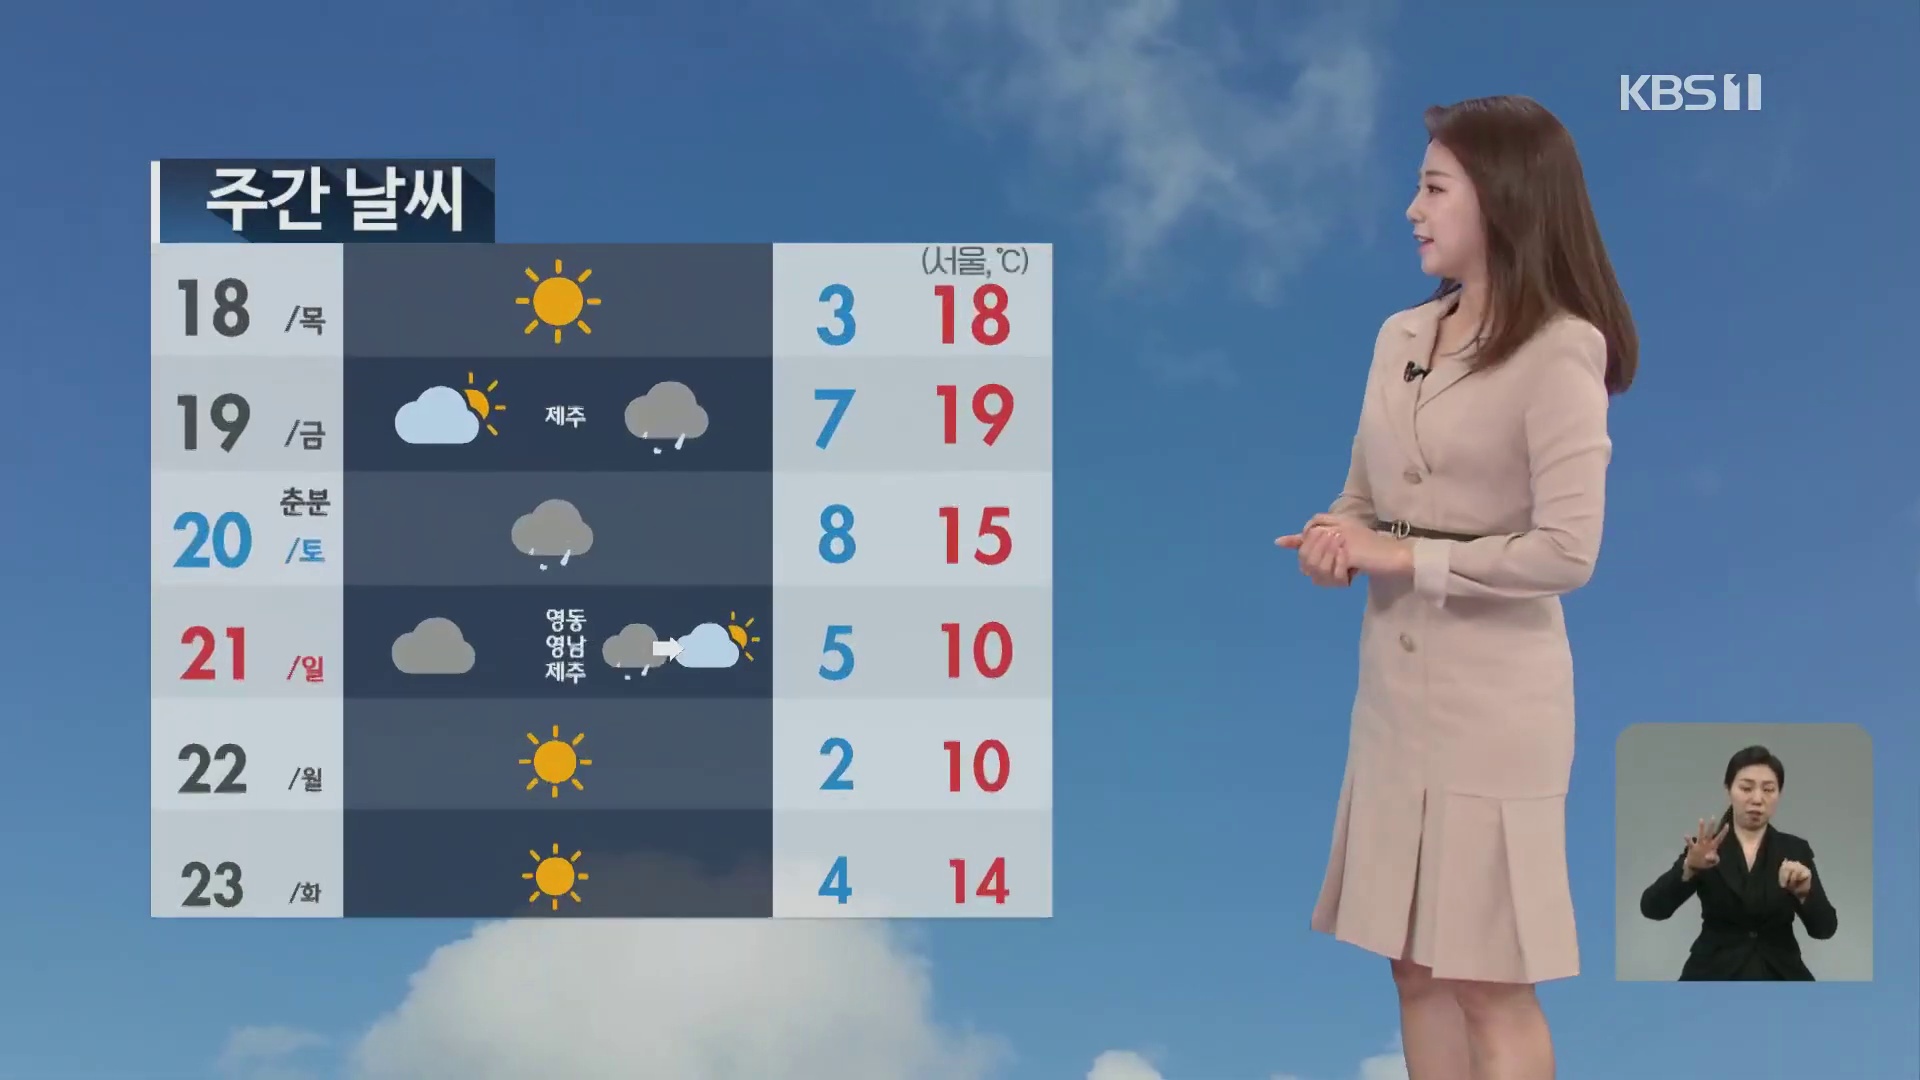 KBS 1
주간 날씨
(서울, ℃)
18 /목 3 18
19 /금 제주 7 19
춘분
20 /토 8 15
영동
21 /일 영남 5 10
제주
22 /월 2 10
23 /화 4 14